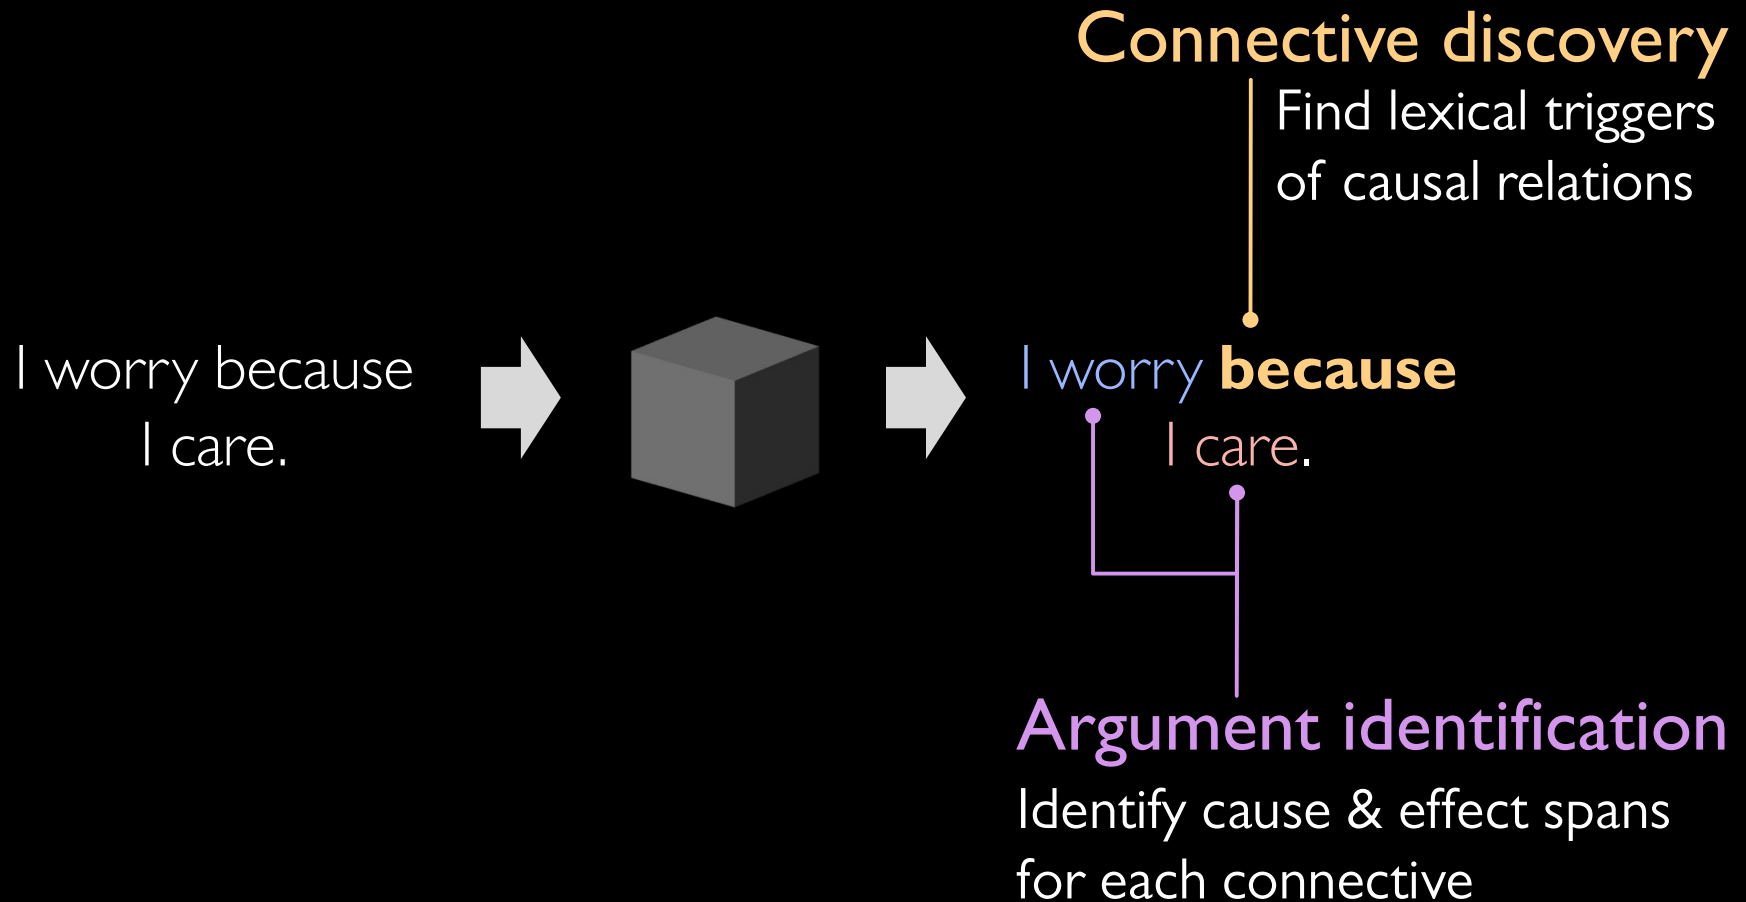 Connective discovery
Find lexical triggers
of causal relations
I worry because
I care.
I worry because
I care.
Argument identification
Identify cause & effect spans
for each connective